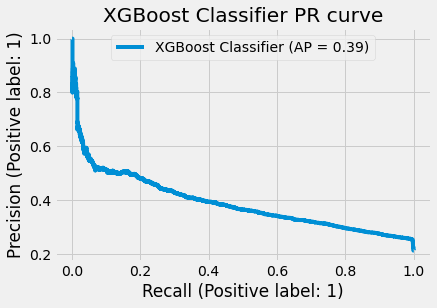 XGBoost Classifier PR curve
XGBoost Classifier (AP = 0.39)
Precision (Positive label: 1)
1.0
0.8
0.6
0.4
0.2
0.0 0.2 0.4 0.6 0.8 1.0
Recall (Positive label: 1)